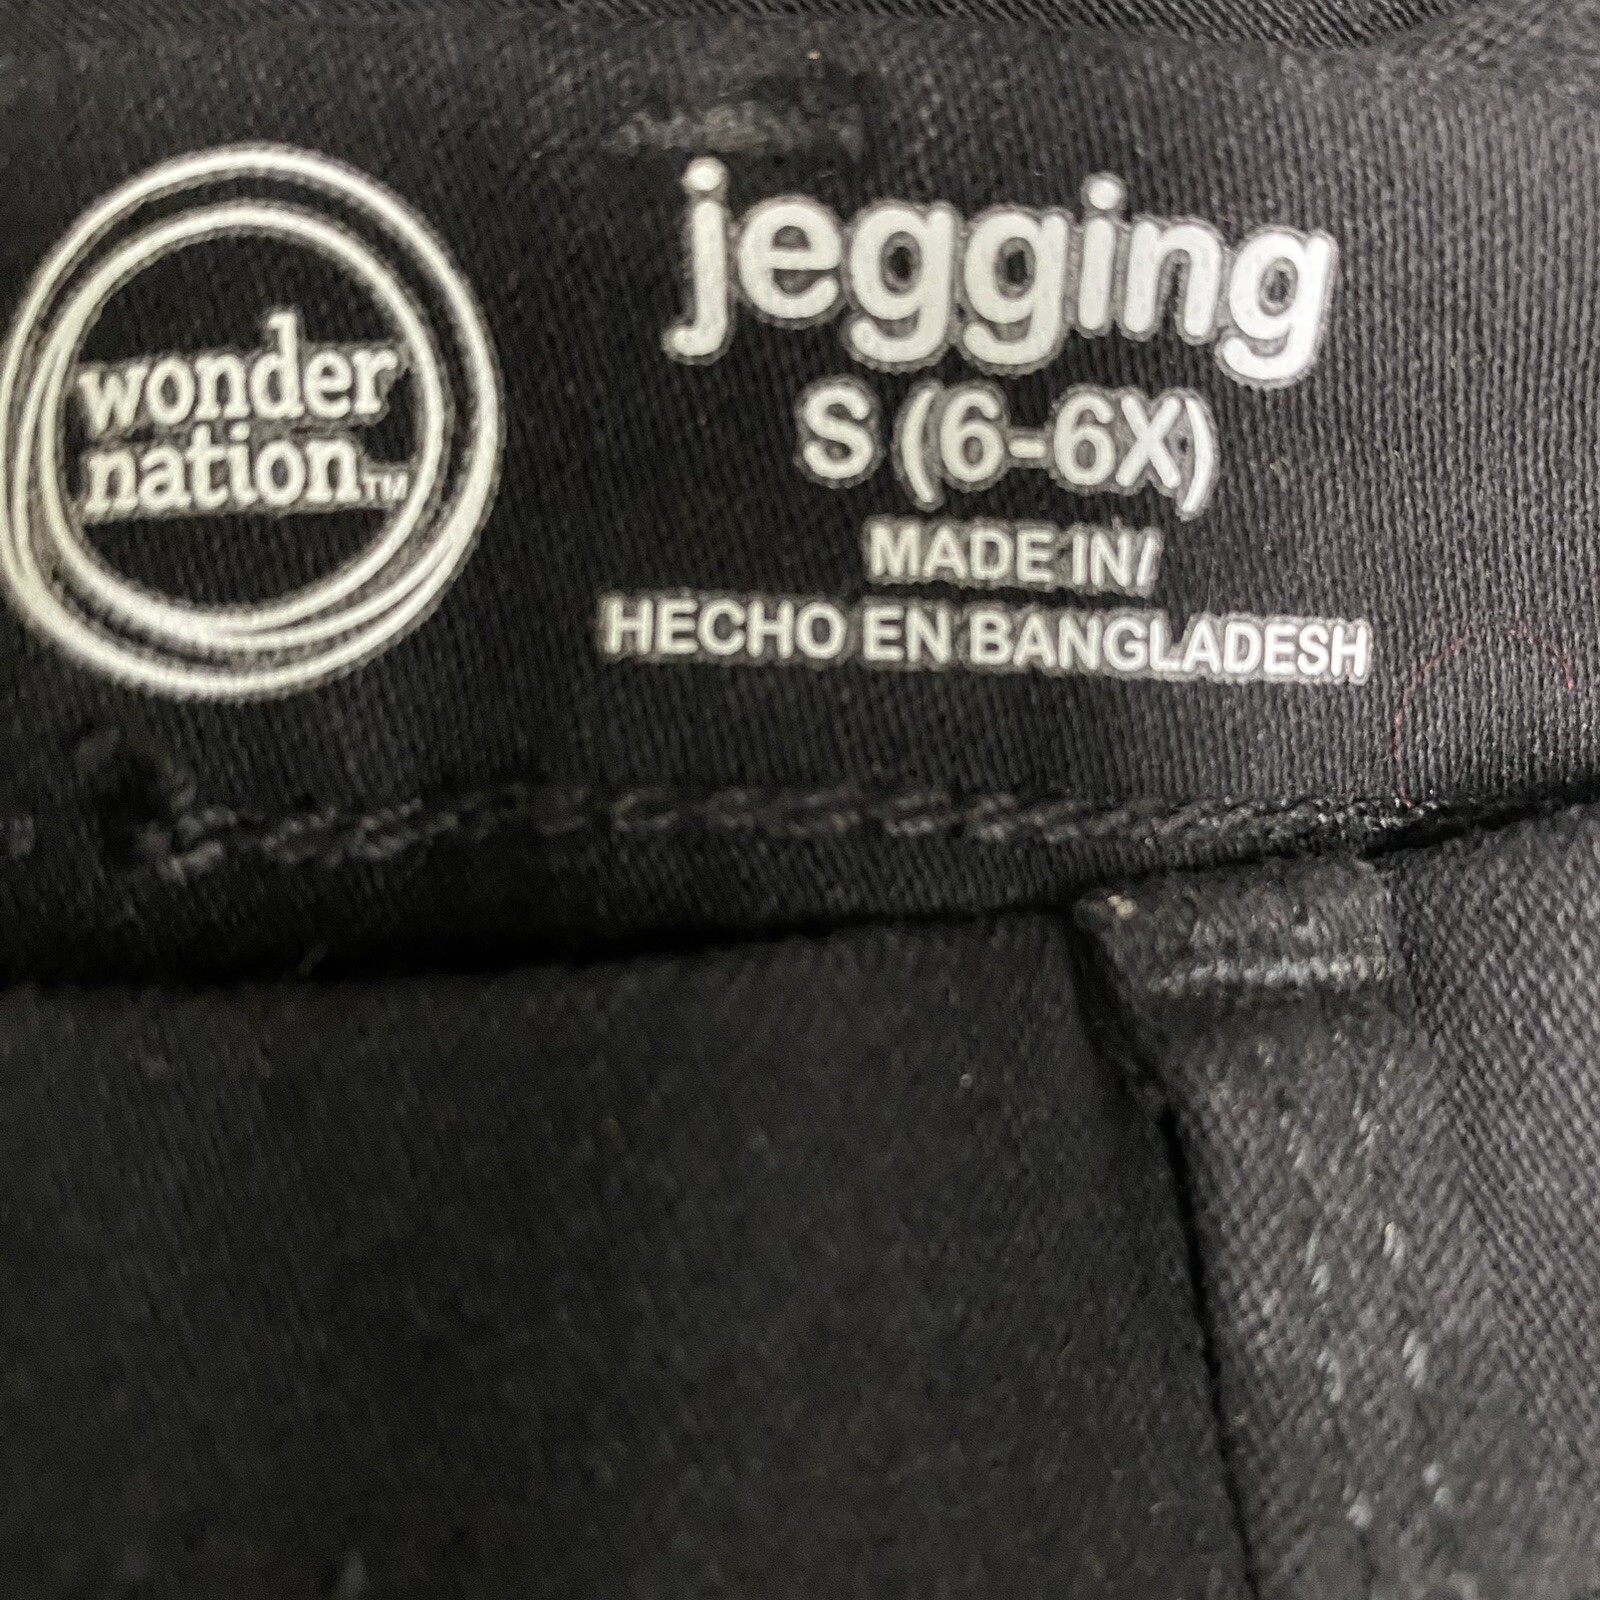 wonder
nation™
jegging
S (6-6X)
MADE IN/
HECHO EN BANGLADESH